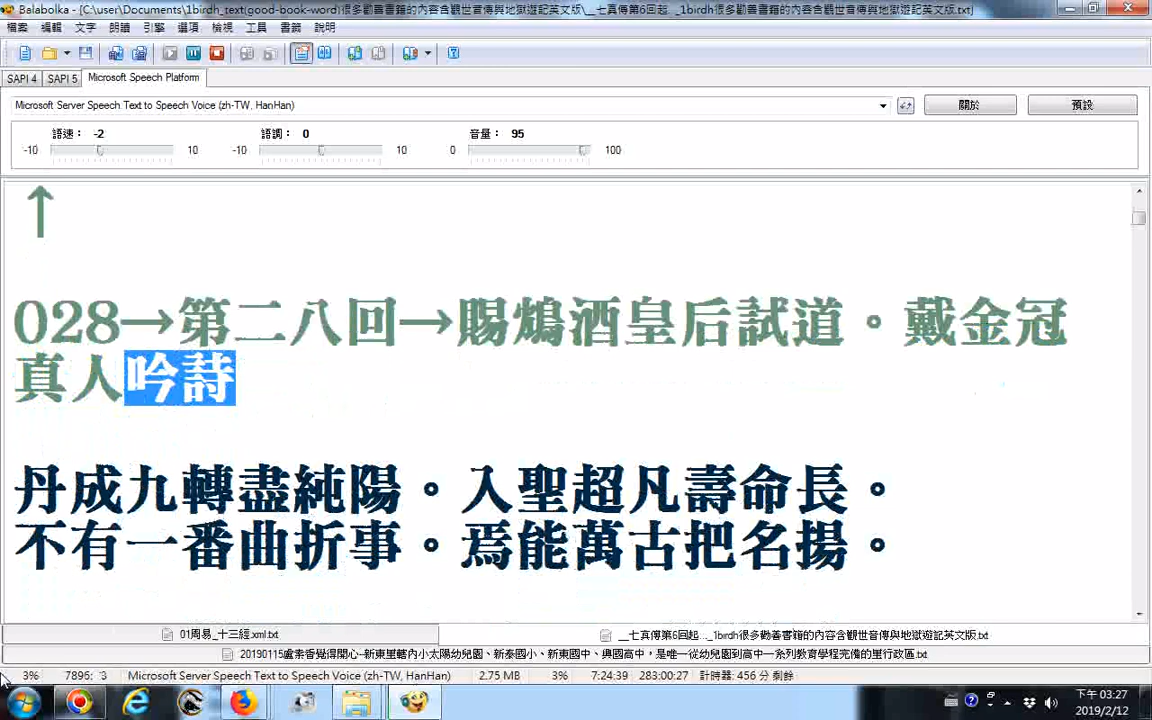 Balabolka - [C:\user\Documents\1birdh_text(good-book-word)很多勸善書籍的內容含觀世音傳與地獄遊記英文版\__七真傳第6回起..._1birdh很多勸善書籍的內容含觀世音傳與地獄遊記英文版.txt]
檔案 編輯 文字 朗讀 引擎 選項 檢視 工具 書籤 說明
SAPI 4 SAPI 5 Microsoft Speech Platform
Microsoft Server Speech Text to Speech Voice (zh-TW, HanHan) 關於 預設
語速： -2 語調： 0 音量： 95
-10 10 -10 10 0 100
↑
028→第二八回→賜鴆酒皇后試道。戴金冠
真人吟詩
丹成九轉盡純陽。入聖超凡壽命長。
不有一番曲折事。焉能萬古把名揚。
01周易_十三經.xml.txt __七真傳第6回起..._1birdh很多勸善書籍的內容含觀世音傳與地獄遊記英文版.txt
20190115盧素香覺得開心--新東里轄內小太陽幼兒園、新泰國小、新東國中、興國高中，是唯一從幼兒園到高中一系列教育學程完備的里行政區.txt
3% 7895: 3 Microsoft Server Speech Text to Speech Voice (zh-TW, HanHan) 2.75 MB 3% 7:24:39 283:00:27 計時器: 456 分 剩餘
下午 03:27
2019/2/12